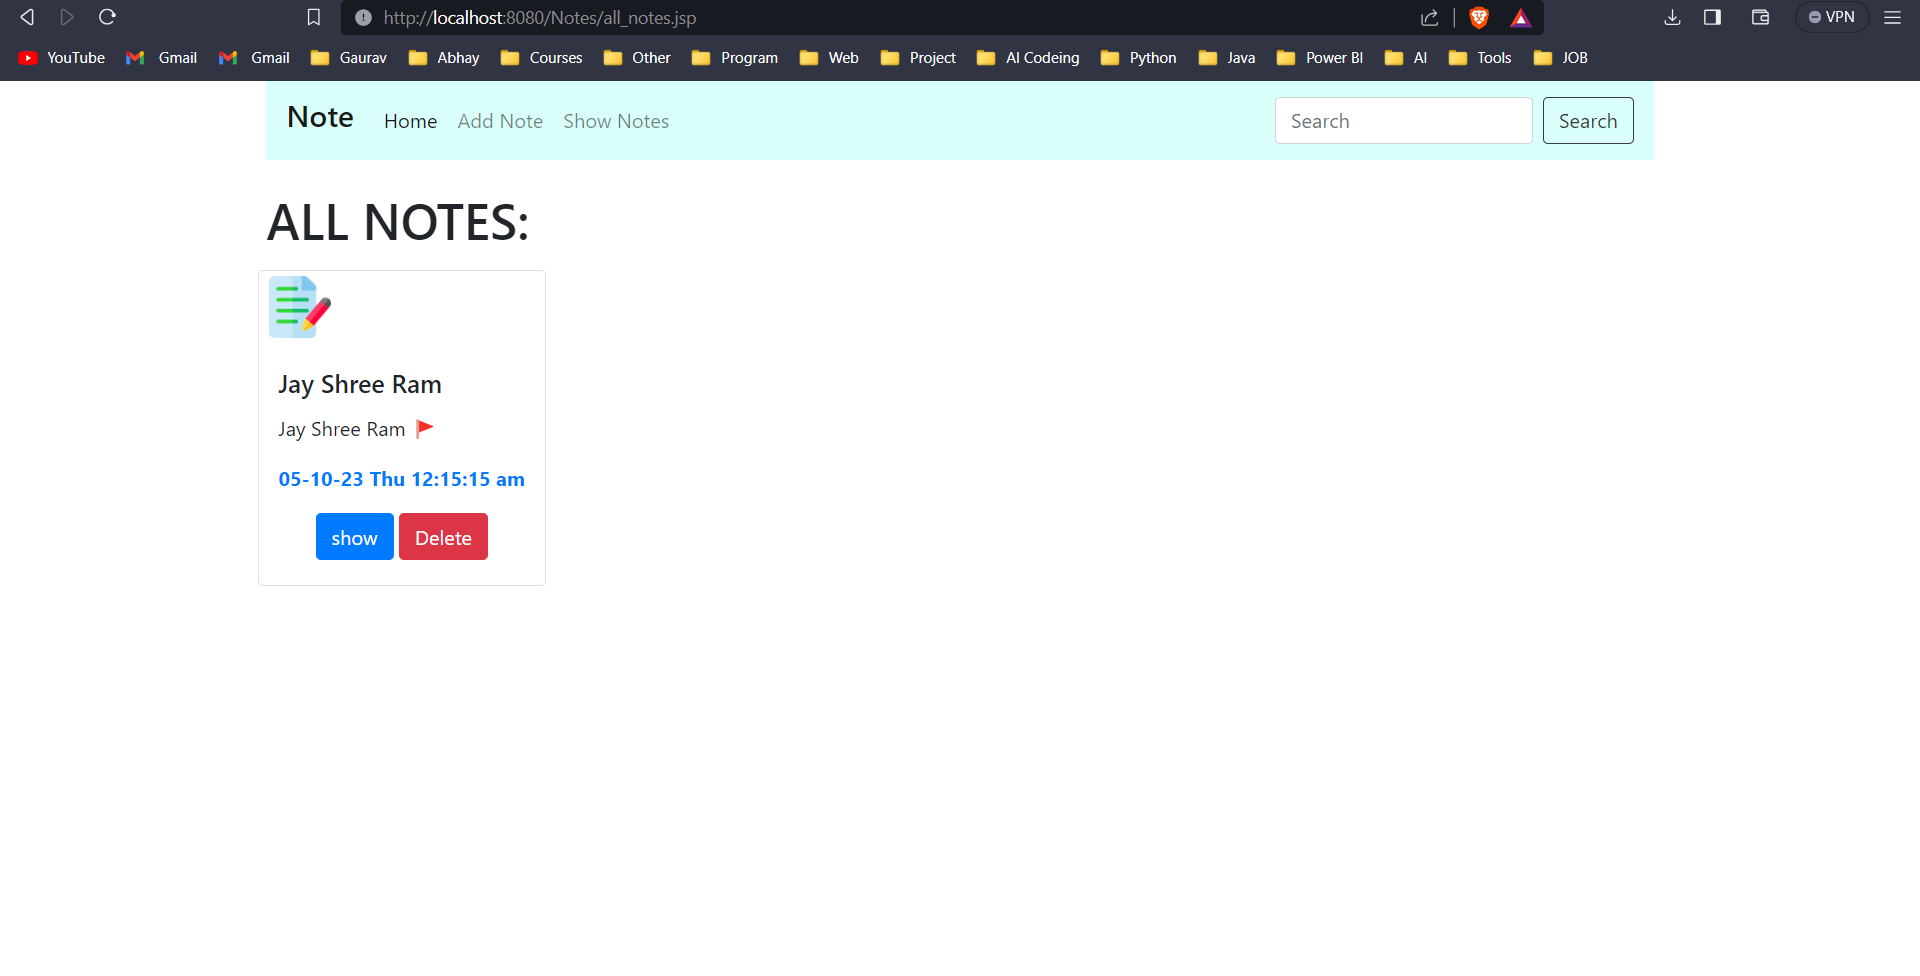 http://localhost:8080/Notes/all_notes.jsp VPN
YouTube Gmail Gmail Gaurav Abhay Courses Other Program Web Project AI Codeing Python Java Power BI AI Tools JOB
Note Home Add Note Show Notes Search Search
ALL NOTES:
Jay Shree Ram
Jay Shree Ram 🚩
05-10-23 Thu 12:15:15 am
show Delete